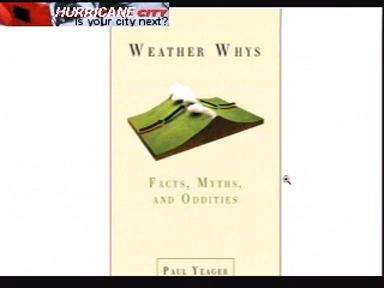 HURRICANE CITY
is your city next?
WEATHER WHYS
FACTS, MYTHS,
AND ODDITIES
PAUL YEAGER